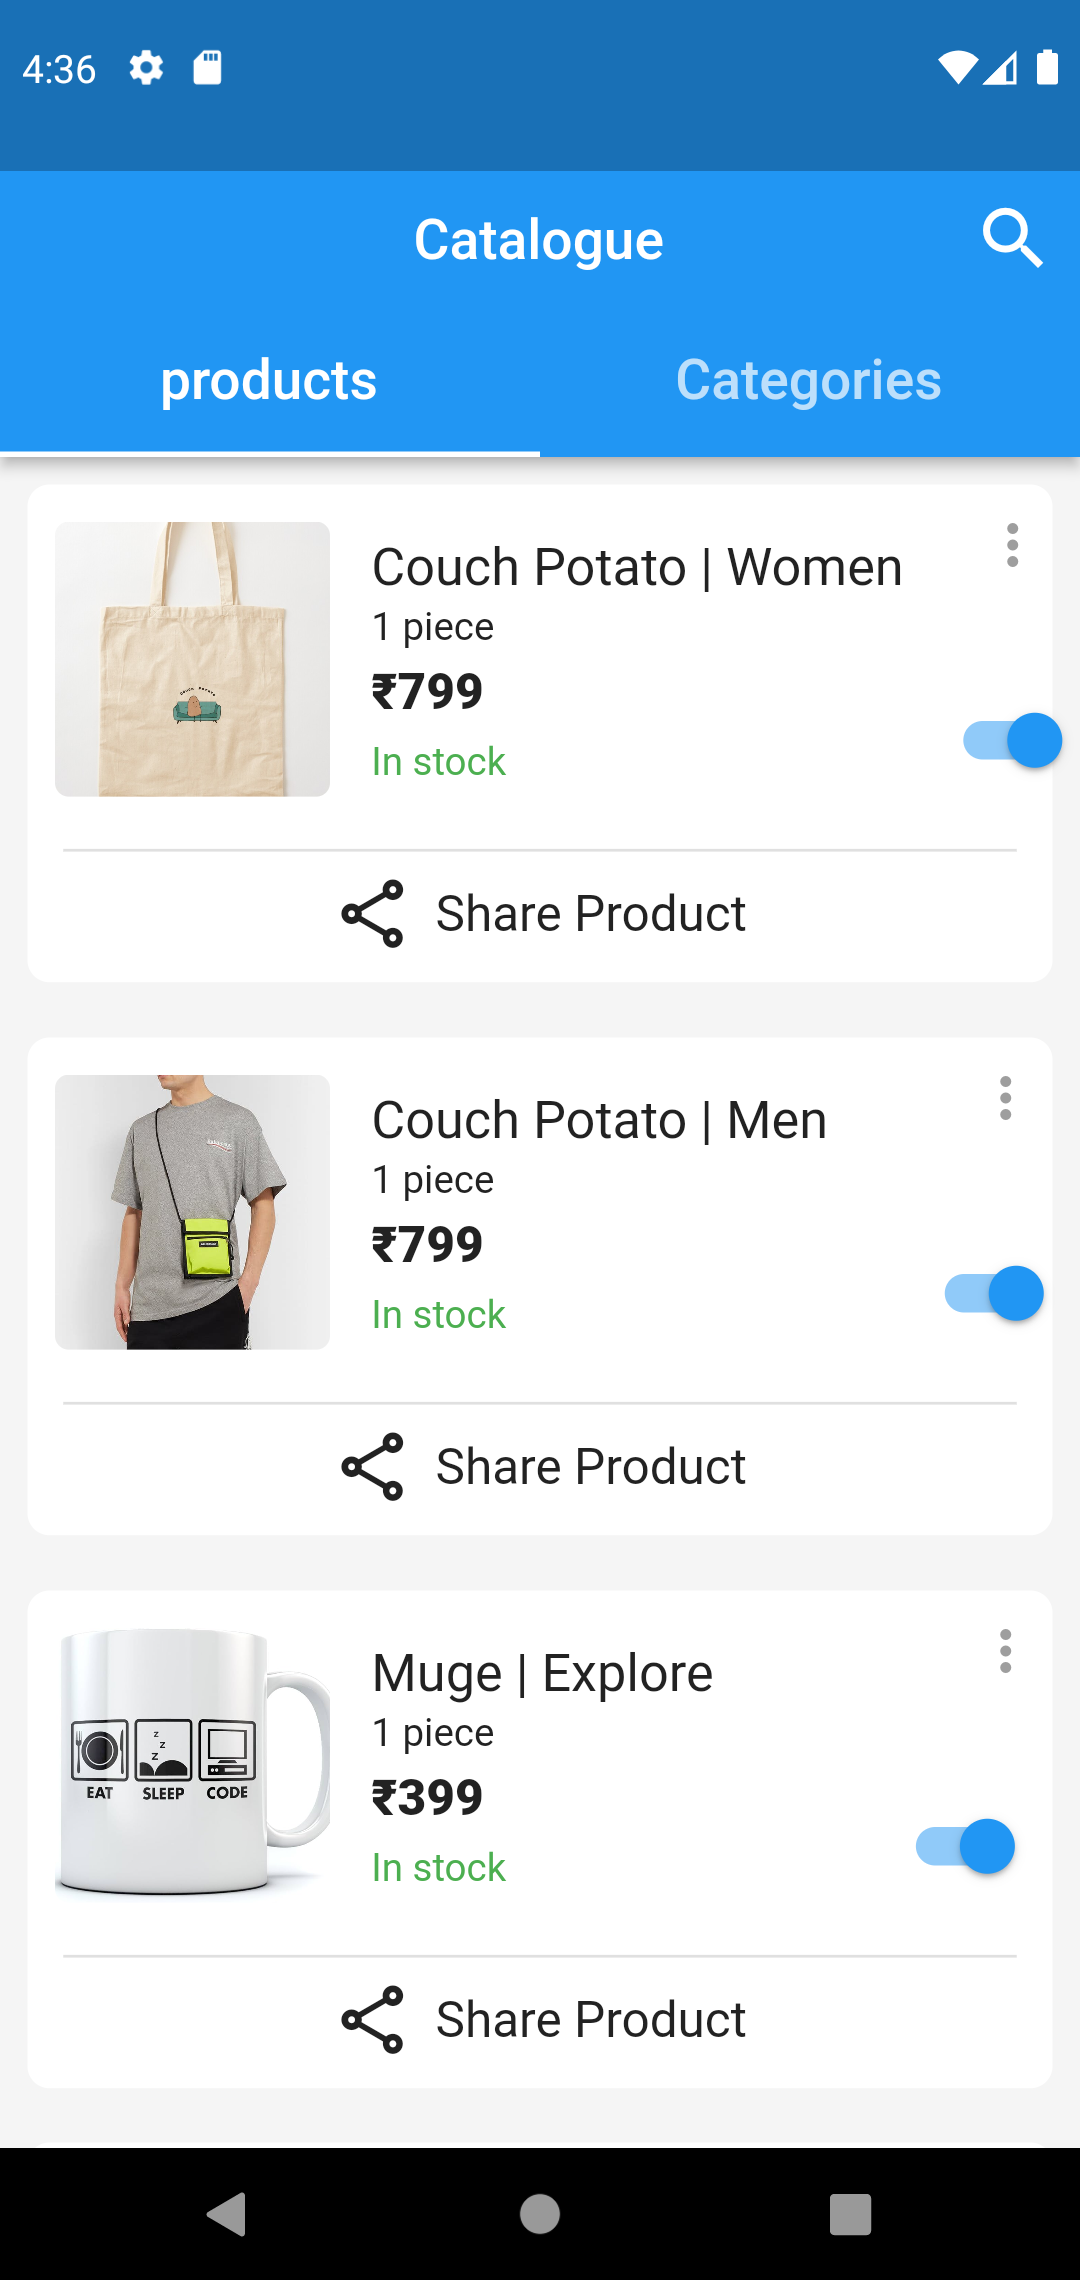 4:36
Catalogue
products
Categories
Couch Potato | Women
1 piece
₹799
In stock
Share Product
Couch Potato | Men
1 piece
₹799
In stock
Share Product
EAT SLEEP CODE
Muge | Explore
1 piece
₹399
In stock
Share Product